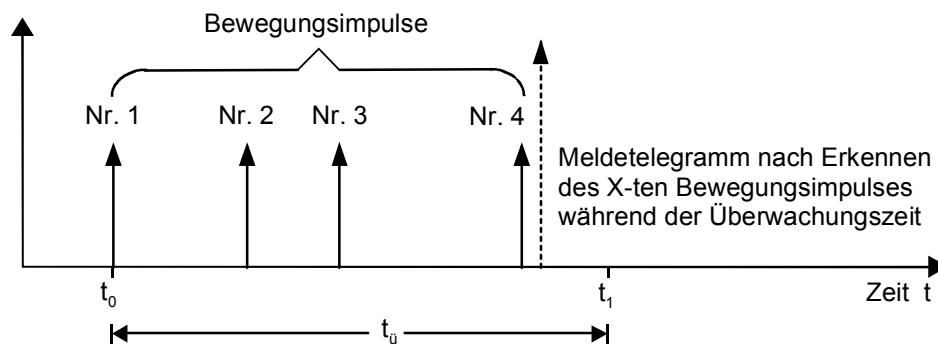 Bewegungsimpulse
Nr. 1 Nr. 2 Nr. 3 Nr. 4
Meldetelegramm nach Erkennen
des X-ten Bewegungsimpulses
während der Überwachungszeit
t₀ t₁ Zeit t
tü